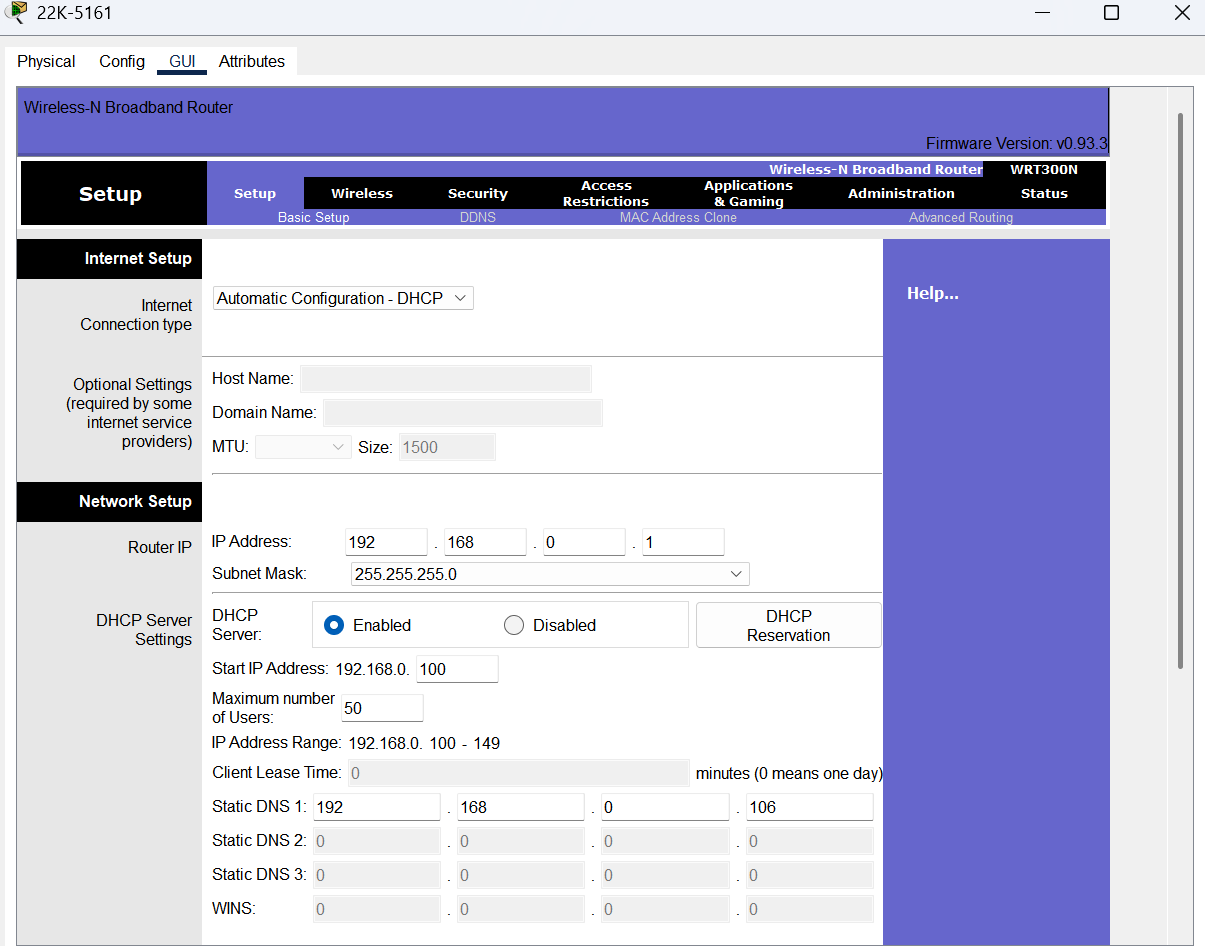 22K-5161
Physical Config GUI Attributes
Wireless-N Broadband Router
Firmware Version: v0.93.3
Wireless-N Broadband Router WRT300N
Setup
Setup Wireless Security Access Restrictions Applications & Gaming Administration Status
Basic Setup DDNS MAC Address Clone Advanced Routing
Internet Setup
Internet
Connection type
Automatic Configuration - DHCP
Help...
Optional Settings
(required by some
internet service
providers)
Host Name:
Domain Name:
MTU: Size: 1500
Network Setup
Router IP
IP Address: 192 . 168 . 0 . 1
Subnet Mask: 255.255.255.0
DHCP Server
Settings
DHCP
Server:
Enabled Disabled
DHCP
Reservation
Start IP Address: 192.168.0. 100
Maximum number
of Users:
50
IP Address Range: 192.168.0. 100 - 149
Client Lease Time: 0 minutes (0 means one day)
Static DNS 1: 192 . 168 . 0 . 106
Static DNS 2: 0 . 0 . 0 . 0
Static DNS 3: 0 . 0 . 0 . 0
WINS: 0 . 0 . 0 . 0